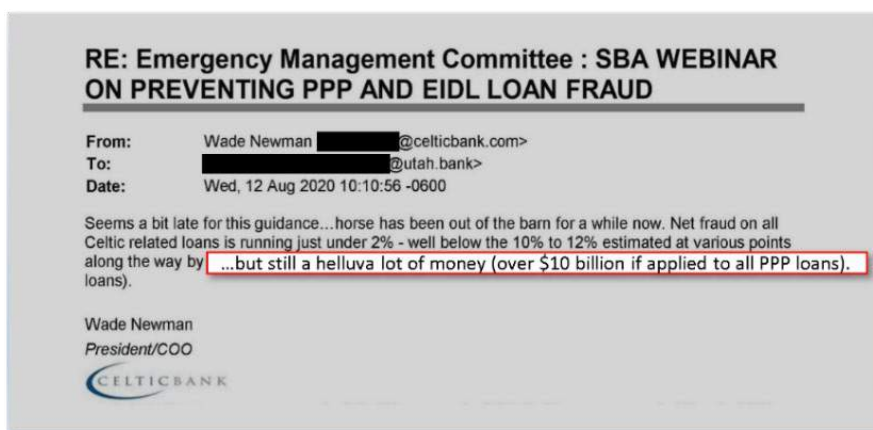 RE: Emergency Management Committee : SBA WEBINAR
ON PREVENTING PPP AND EIDL LOAN FRAUD
From: Wade Newman @celticbank.com>
To: @utah.bank>
Date: Wed, 12 Aug 2020 10:10:56 -0600
Seems a bit late for this guidance…horse has been out of the barn for a while now. Net fraud on all
Celtic related loans is running just under 2% - well below the 10% to 12% estimated at various points
along the way by …but still a helluva lot of money (over $10 billion if applied to all PPP loans).
loans).
Wade Newman
President/COO
CELTICBANK